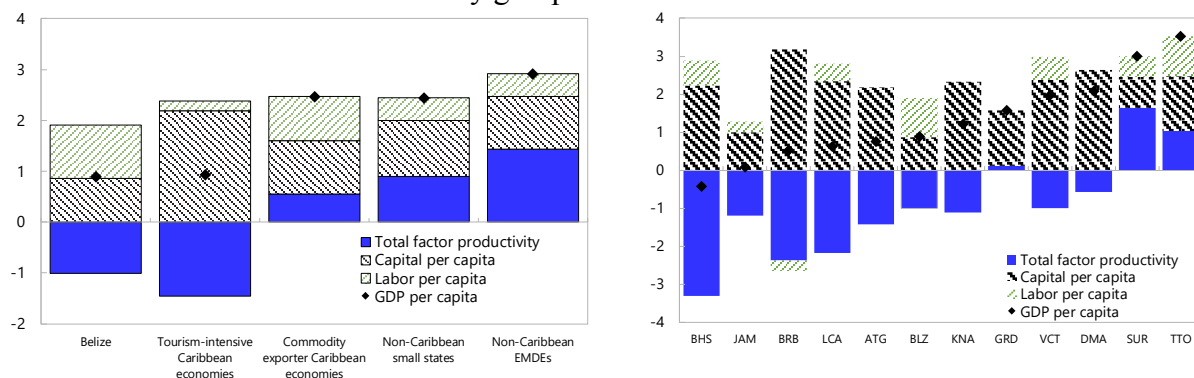 4
3
2
1
0
-1
-2
Total factor productivity
Capital per capita
Labor per capita
GDP per capita
Belize
Tourism-intensive
Caribbean
economies
Commodity
exporter Caribbean
economies
Non-Caribbean
small states
Non-Caribbean
EMDEs
4
3
2
1
0
-1
-2
-3
-4
Total factor productivity
Capital per capita
Labor per capita
GDP per capita
BHS JAM BRB LCA ATG BLZ KNA GRD VCT DMA SUR TTO